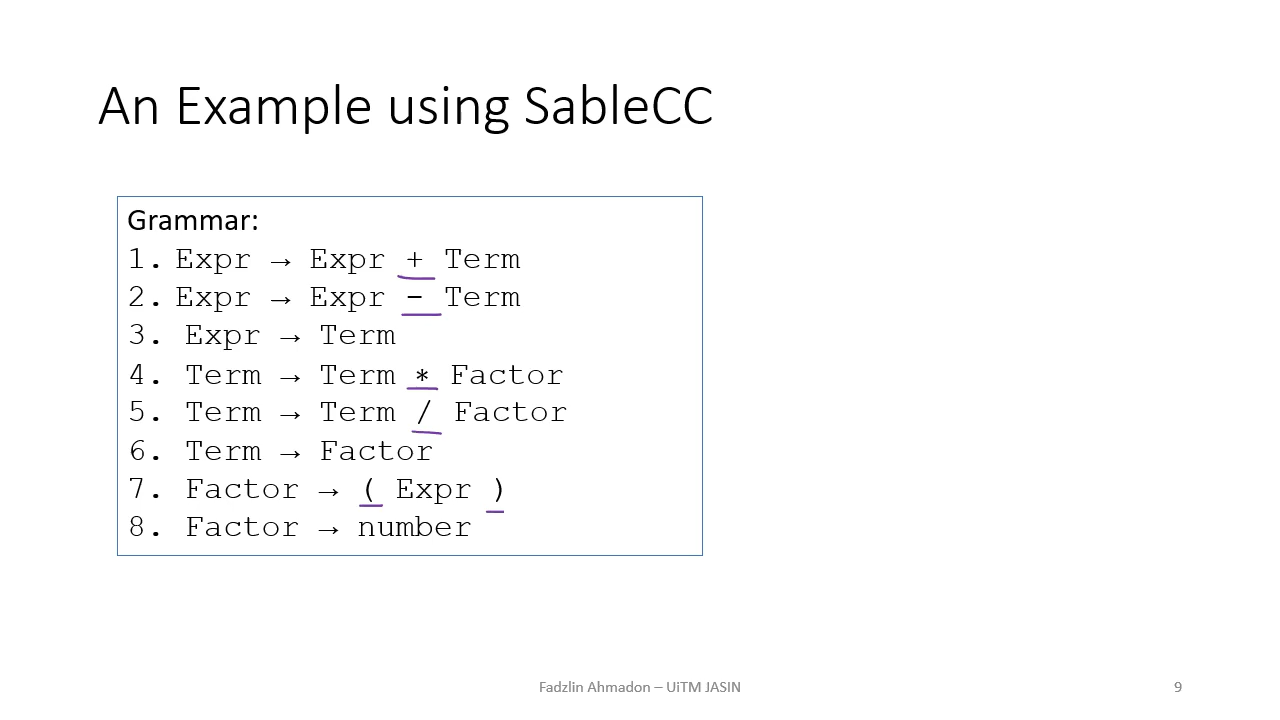 An Example using SableCC
Grammar:
1. Expr → Expr + Term
2. Expr → Expr - Term
3. Expr → Term
4. Term → Term * Factor
5. Term → Term / Factor
6. Term → Factor
7. Factor → ( Expr )
8. Factor → number
Fadzlin Ahmadon – UiTM JASIN
9